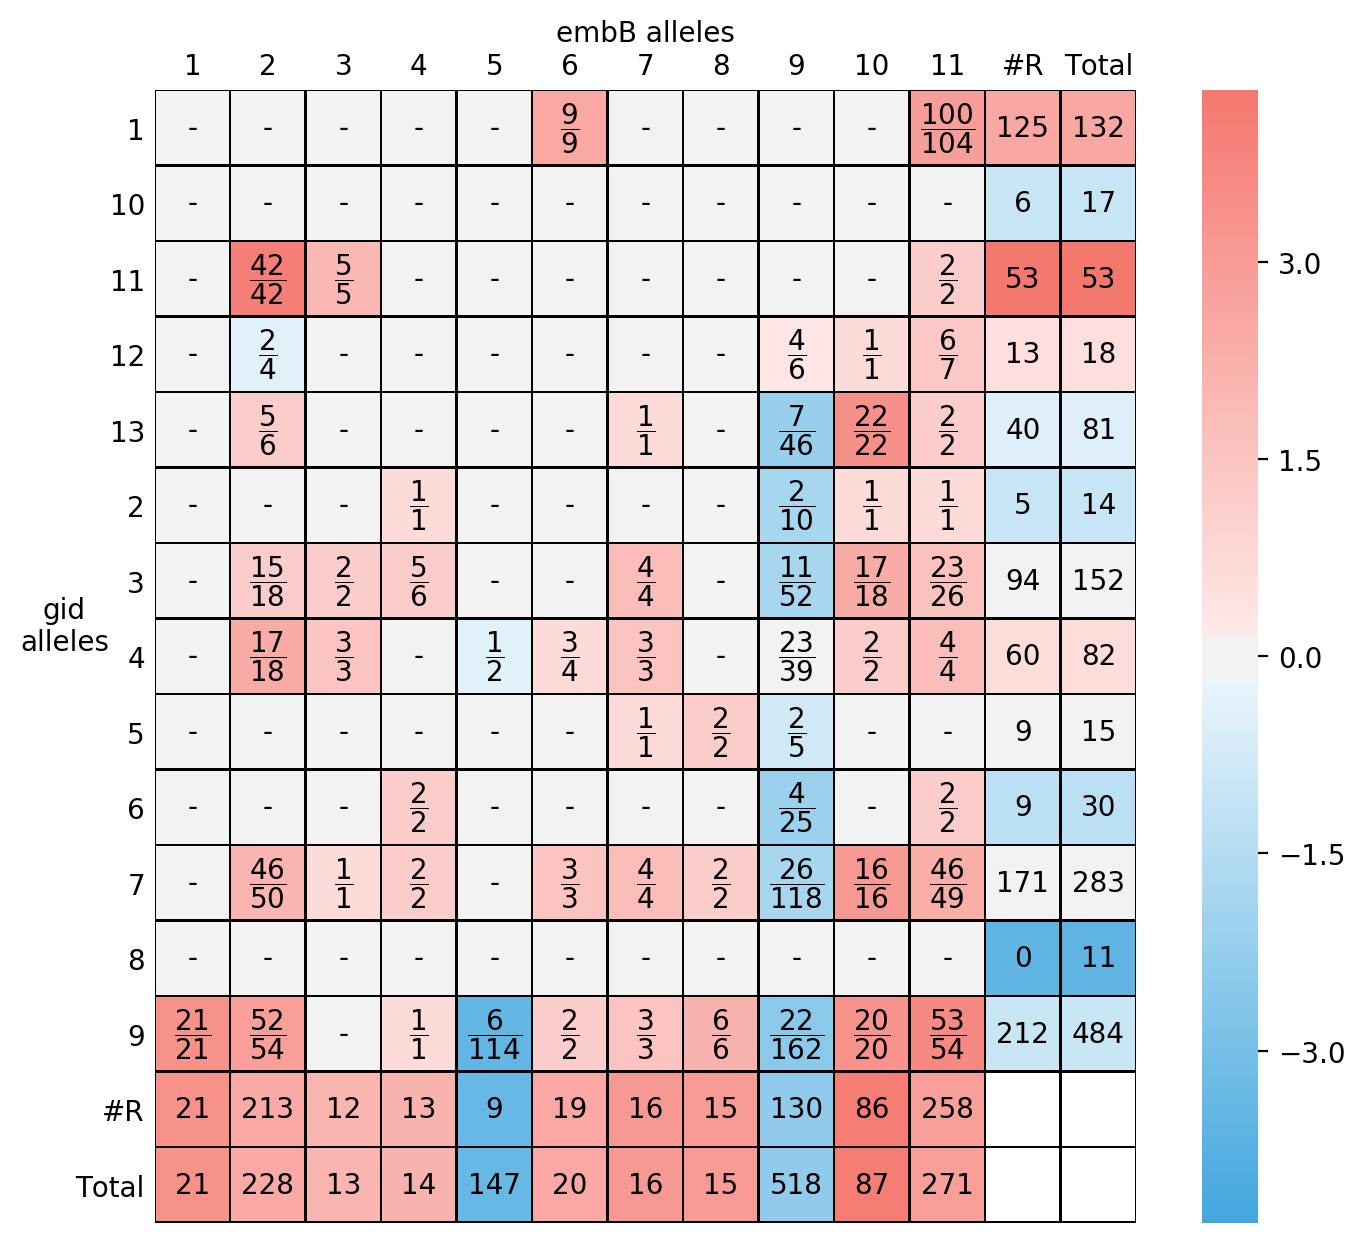 embB alleles
1 2 3 4 5 6 7 8 9 10 11 #R Total
1 - - - - - 9/9 - - - - 100/104 125 132
10 - - - - - - - - - - - 6 17
11 - 42/42 5/5 - - - - - - - 2/2 53 53
12 - 2/4 - - - - - - 4/6 1/1 6/7 13 18
13 - 5/6 - - - - 1/1 - 7/46 22/22 2/2 40 81
2 - - - 1/1 - - - - 2/10 1/1 1/1 5 14
3 - 15/18 2/2 5/6 - - 4/4 - 11/52 17/18 23/26 94 152
gid
alleles
4 - 17/18 3/3 - 1/2 3/4 3/3 - 23/39 2/2 4/4 60 82
5 - - - - - - 1/1 2/2 2/5 - - 9 15
6 - - - 2/2 - - - - 4/25 - 2/2 9 30
7 - 46/50 1/1 2/2 - 3/3 4/4 2/2 26/118 16/16 46/49 171 283
8 - - - - - - - - - - - 0 11
9 21/21 52/54 - 1/1 6/114 2/2 3/3 6/6 22/162 20/20 53/54 212 484
#R 21 213 12 13 9 19 16 15 130 86 258
Total 21 228 13 14 147 20 16 15 518 87 271
3.0
1.5
0.0
−1.5
−3.0